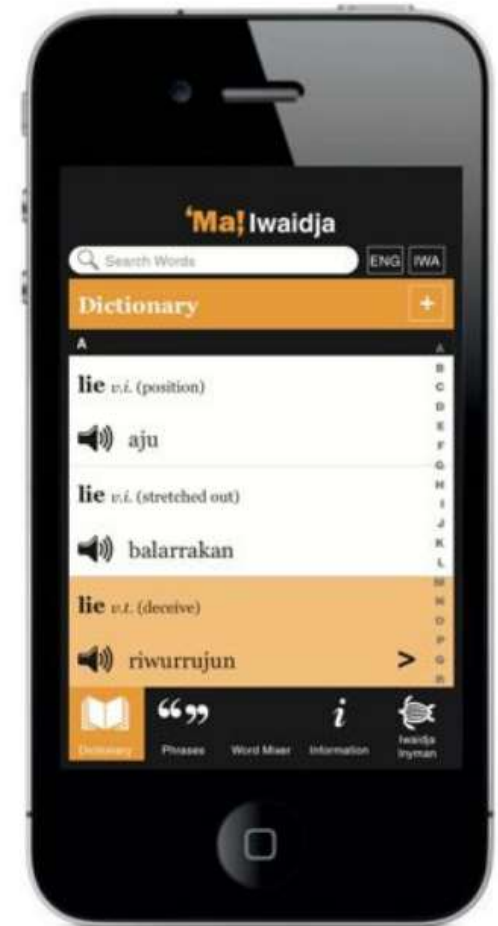 ‘Ma! Iwaidja
Search Words
ENG IWA
Dictionary +
A
lie v.i. (position)
aju
lie v.i. (stretched out)
balarrakan
lie v.t. (deceive)
riwurrujun >
A
B
C
D
E
F
G
H
I
J
K
L
M
N
O
P
Q
R
“ ”
i
Dictionary
Phrases
Word Mixer
Information
Iwaidja
Inyman